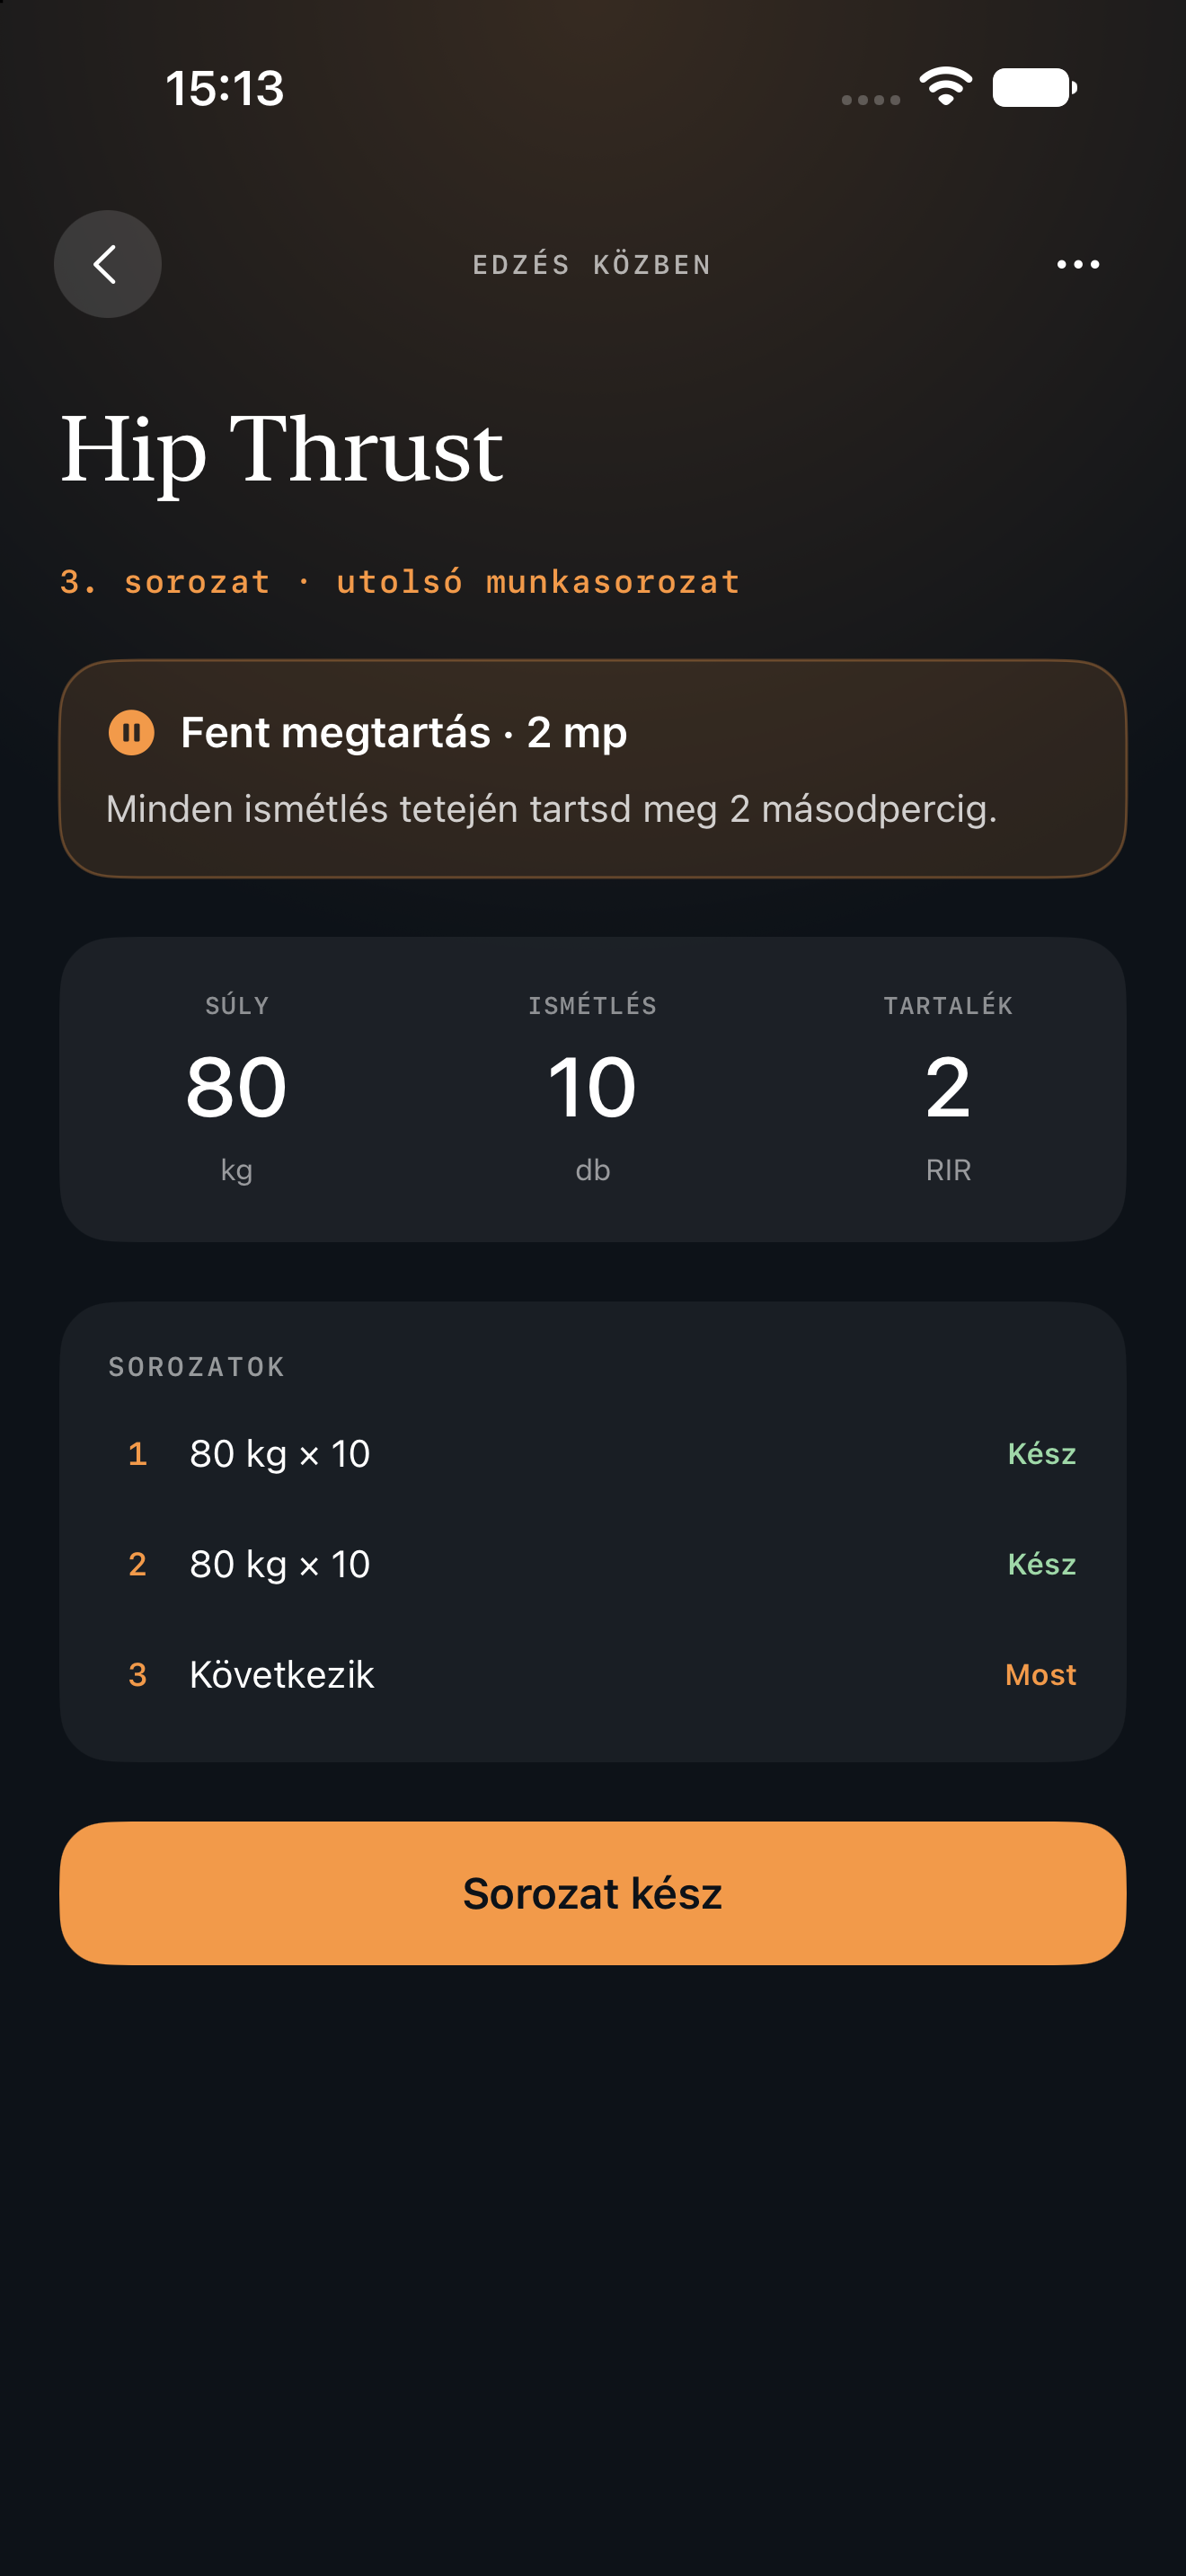 15:13
EDZÉS KÖZBEN
Hip Thrust
3. sorozat · utolsó munkasorozat
Fent megtartás · 2 mp
Minden ismétlés tetején tartsd meg 2 másodpercig.
SÚLY ISMÉTLÉS TARTALÉK
80 10 2
kg db RIR
SOROZATOK
1 80 kg × 10 Kész
2 80 kg × 10 Kész
3 Következik Most
Sorozat kész